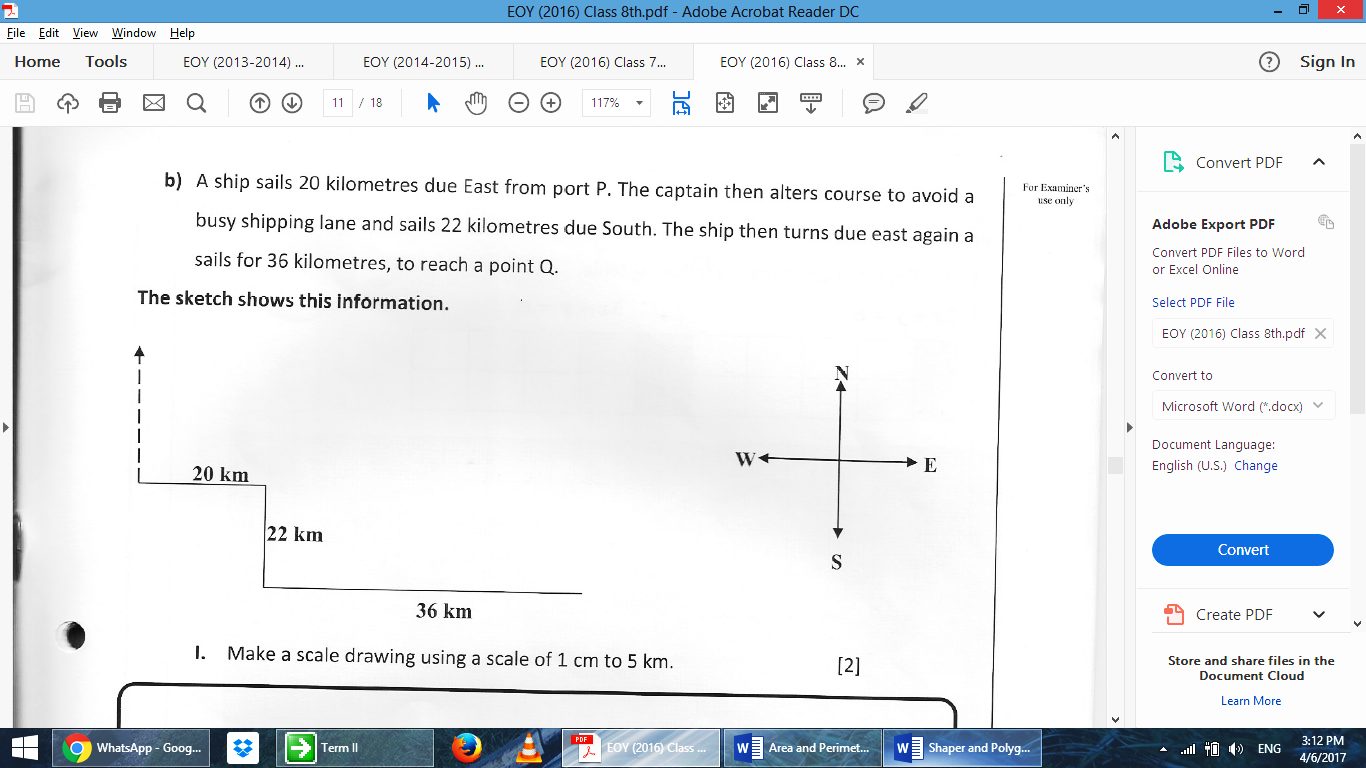 EOY (2016) Class 8th.pdf - Adobe Acrobat Reader DC
File Edit View Window Help
Home Tools EOY (2013-2014) ... EOY (2014-2015) ... EOY (2016) Class 7... EOY (2016) Class 8... × ? Sign In
11 / 18 117%
b) A ship sails 20 kilometres due East from port P. The captain then alters course to avoid a
busy shipping lane and sails 22 kilometres due South. The ship then turns due east again a
sails for 36 kilometres, to reach a point Q.
The sketch shows this information.
For Examiner's
use only
N
W E
S
20 km
22 km
36 km
I. Make a scale drawing using a scale of 1 cm to 5 km. [2]
Convert PDF
Adobe Export PDF
Convert PDF Files to Word
or Excel Online
Select PDF File
EOY (2016) Class 8th.pdf ×
Convert to
Microsoft Word (*.docx)
Document Language:
English (U.S.) Change
Convert
Create PDF
Store and share files in the
Document Cloud
Learn More
WhatsApp - Goog... Term II PDF EOY (2016) Class ... W Area and Perimet... W Shaper and Polyg... ENG 3:12 PM
4/6/2017